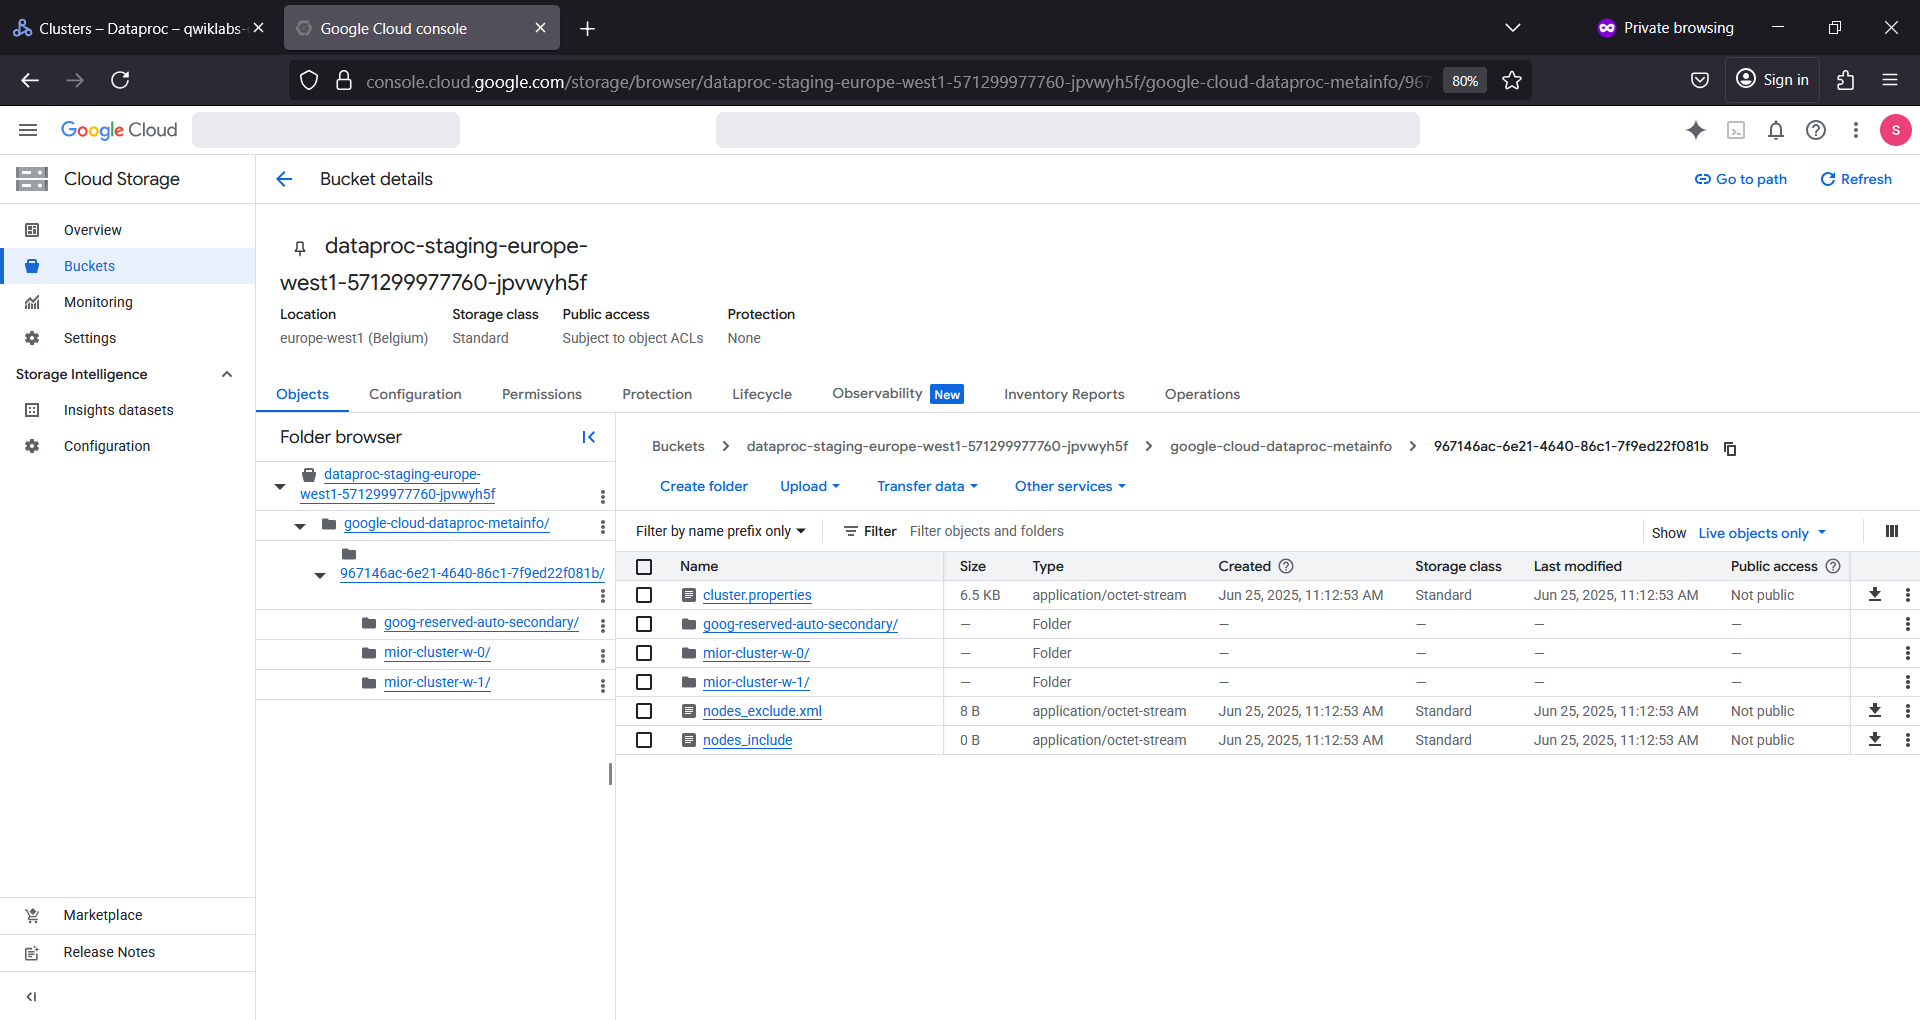 Clusters – Dataproc – qwiklabs-
Google Cloud console
Private browsing
console.cloud.google.com/storage/browser/dataproc-staging-europe-west1-571299977760-jpvwyh5f/google-cloud-dataproc-metainfo/967
80%
Sign in
Google Cloud
S
Cloud Storage
Bucket details
Go to path
Refresh
Overview
Buckets
Monitoring
Settings
Storage Intelligence
Insights datasets
Configuration
Marketplace
Release Notes
dataproc-staging-europe-
west1-571299977760-jpvwyh5f
Location Storage class Public access Protection
europe-west1 (Belgium) Standard Subject to object ACLs None
Objects Configuration Permissions Protection Lifecycle Observability New Inventory Reports Operations
Folder browser
dataproc-staging-europe-
west1-571299977760-jpvwyh5f
google-cloud-dataproc-metainfo/
967146ac-6e21-4640-86c1-7f9ed22f081b/
goog-reserved-auto-secondary/
mior-cluster-w-0/
mior-cluster-w-1/
Buckets dataproc-staging-europe-west1-571299977760-jpvwyh5f google-cloud-dataproc-metainfo 967146ac-6e21-4640-86c1-7f9ed22f081b
Create folder Upload Transfer data Other services
Filter by name prefix only Filter Filter objects and folders Show Live objects only
Name Size Type Created Storage class Last modified Public access
cluster.properties 6.5 KB application/octet-stream Jun 25, 2025, 11:12:53 AM Standard Jun 25, 2025, 11:12:53 AM Not public
goog-reserved-auto-secondary/ — Folder — — — —
mior-cluster-w-0/ — Folder — — — —
mior-cluster-w-1/ — Folder — — — —
nodes_exclude.xml 8 B application/octet-stream Jun 25, 2025, 11:12:53 AM Standard Jun 25, 2025, 11:12:53 AM Not public
nodes_include 0 B application/octet-stream Jun 25, 2025, 11:12:53 AM Standard Jun 25, 2025, 11:12:53 AM Not public